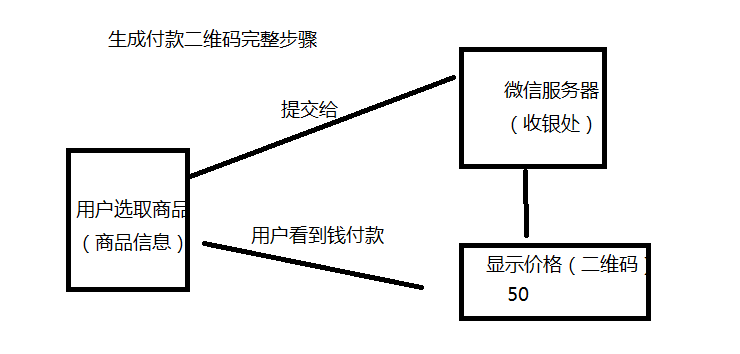 生成付款二维码完整步骤
微信服务器
（收银处）
提交给
用户选取商品
（商品信息）
用户看到钱付款
显示价格（二维码）
50